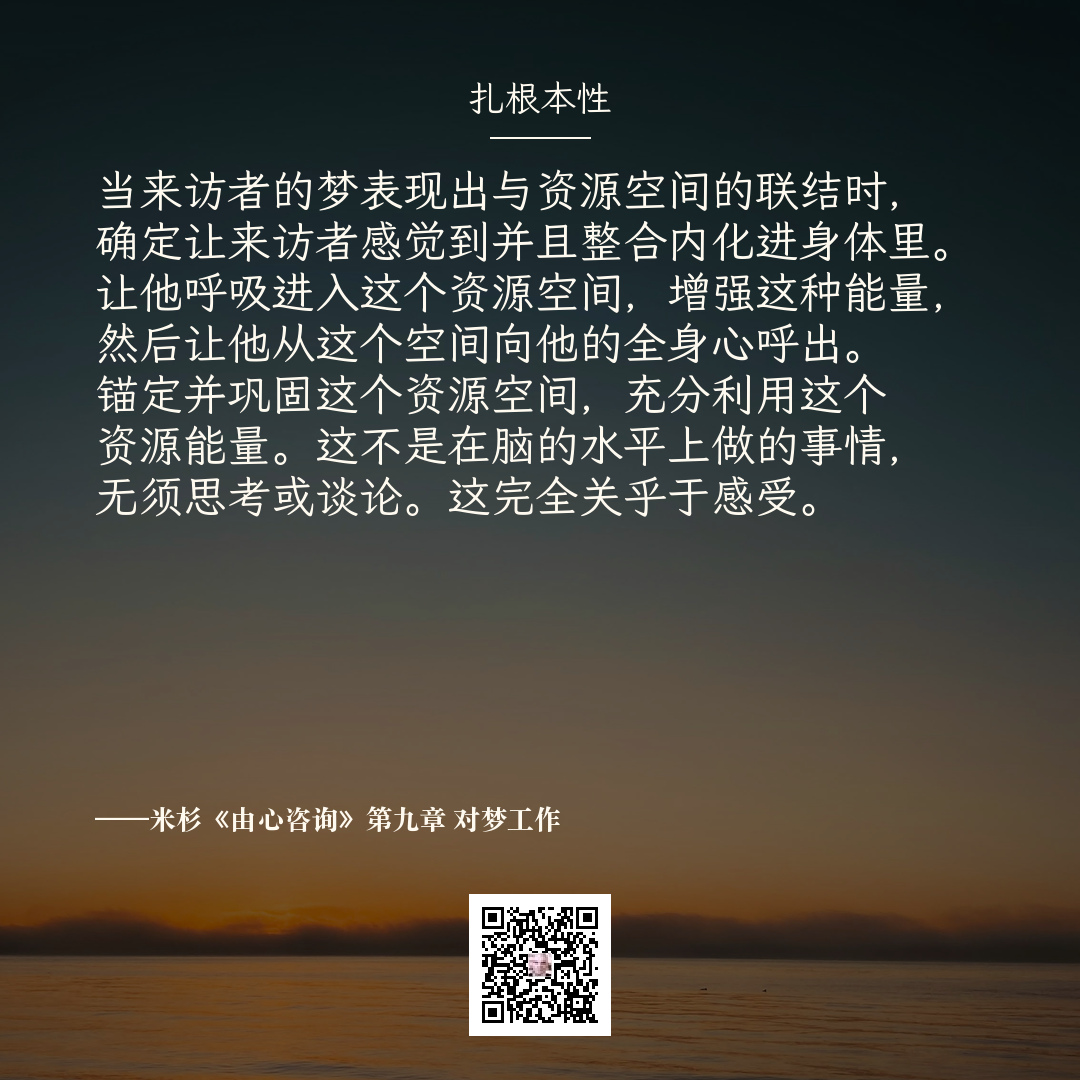 扎根本性
当来访者的梦表现出与资源空间的联结时，
确定让来访者感觉到并且整合内化进身体里。
让他呼吸进入这个资源空间，增强这种能量，
然后让他从这个空间向他的全身心呼出。
锚定并巩固这个资源空间，充分利用这个
资源能量。这不是在脑的水平上做的事情，
无须思考或谈论。这完全关乎于感受。
——米杉《由心咨询》第九章 对梦工作